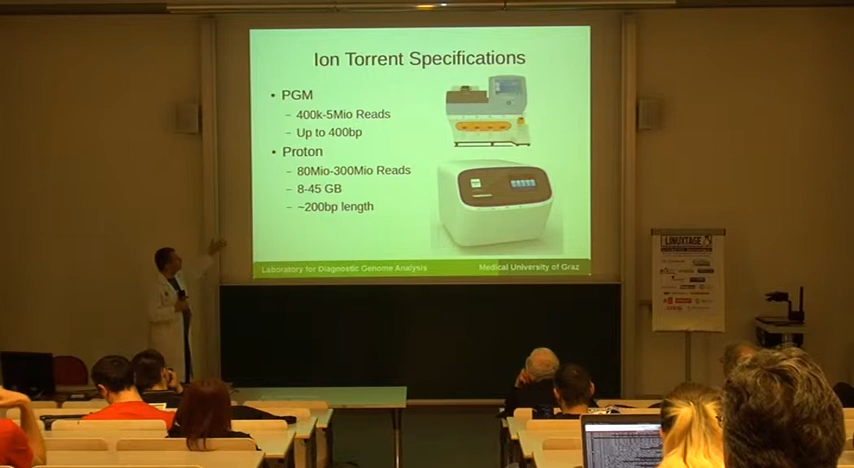 Ion Torrent Specifications
• PGM
– 400k-5Mio Reads
– Up to 400bp
• Proton
– 80Mio-300Mio Reads
– 8-45 GB
– ~200bp length
Laboratory for Diagnostic Genome Analysis
Medical University of Graz
LINUXTAGE